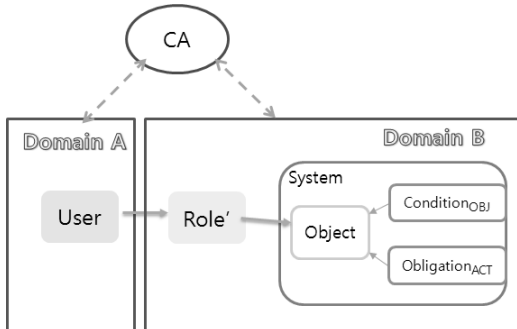 CA
Domain A
Domain B
System
User
Role′
Object
ConditionOBJ
ObligationACT